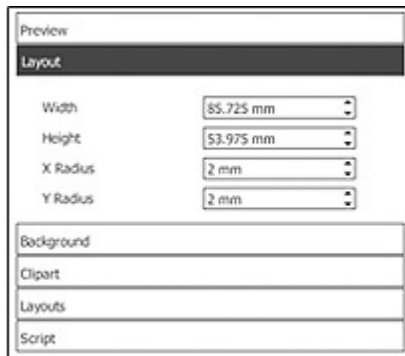 Preview
Layout
Width 85.725 mm
Height 53.975 mm
X Radius 2 mm
Y Radius 2 mm
Background
Clipart
Layouts
Script